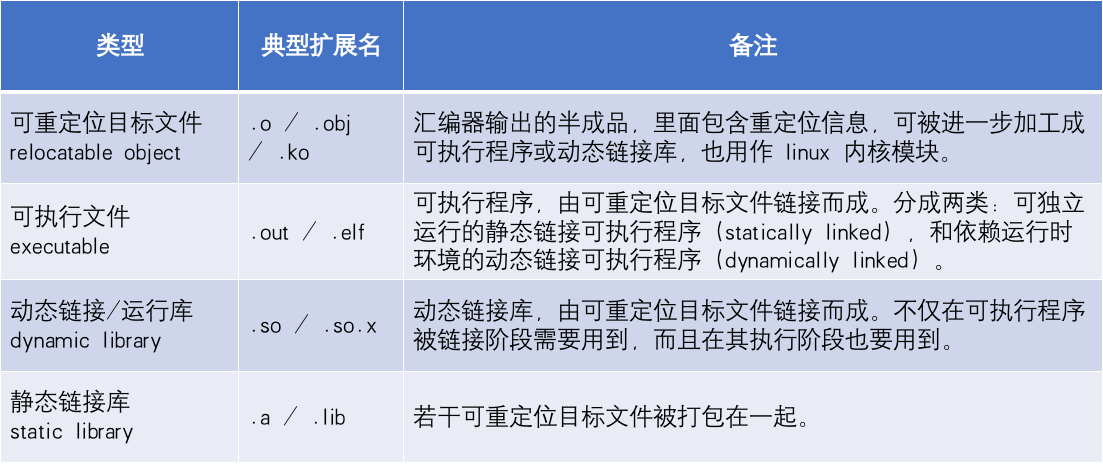 类型
典型扩展名
备注
可重定位目标文件
relocatable object
.o / .obj
/ .ko
汇编器输出的半成品，里面包含重定位信息，可被进一步加工成
可执行程序或动态链接库，也用作 linux 内核模块。
可执行文件
executable
.out / .elf
可执行程序，由可重定位目标文件链接而成。分成两类：可独立
运行的静态链接可执行程序（statically linked），和依赖运行时
环境的动态链接可执行程序（dynamically linked）。
动态链接/运行库
dynamic library
.so / .so.x
动态链接库，由可重定位目标文件链接而成。不仅在可执行程序
被链接阶段需要用到，而且在其执行阶段也要用到。
静态链接库
static library
.a / .lib
若干可重定位目标文件被打包在一起。